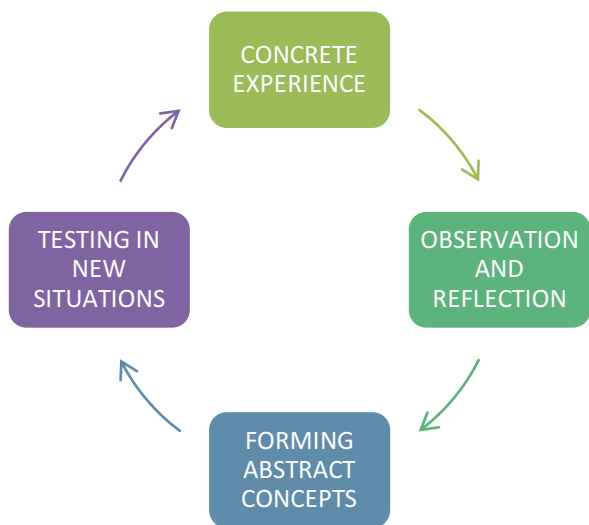 CONCRETE
EXPERIENCE
OBSERVATION
AND
REFLECTION
FORMING
ABSTRACT
CONCEPTS
TESTING IN
NEW
SITUATIONS